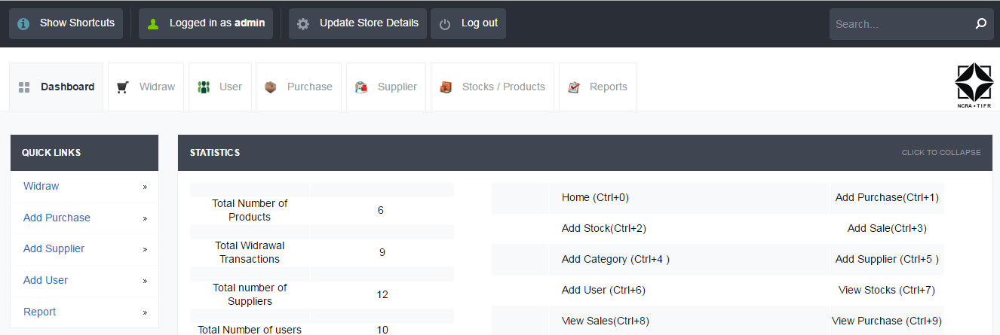 Show Shortcuts
Logged in as admin
Update Store Details
Log out
Search...
Dashboard
Widraw
User
Purchase
Supplier
Stocks / Products
Reports
NCRA • TIFR
QUICK LINKS
Widraw »
Add Purchase »
Add Supplier »
Add User »
Report »
STATISTICS
CLICK TO COLLAPSE
Total Number of
Products
6
Total Widrawal
Transactions
9
Total number of
Suppliers
12
Total Number of users
10
Home (Ctrl+0)
Add Purchase(Ctrl+1)
Add Stock(Ctrl+2)
Add Sale(Ctrl+3)
Add Category (Ctrl+4 )
Add Supplier (Ctrl+5 )
Add User (Ctrl+6)
View Stocks (Ctrl+7)
View Sales(Ctrl+8)
View Purchase (Ctrl+9)